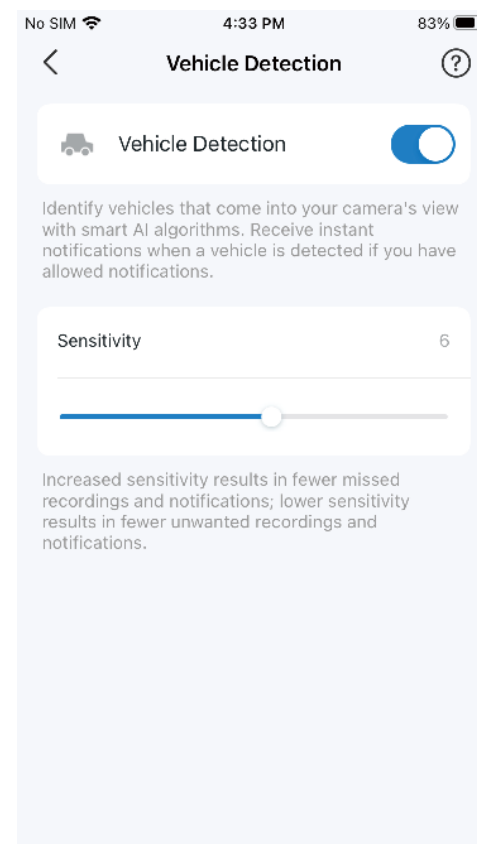 No SIM 4:33 PM 83%
Vehicle Detection ?
Vehicle Detection
Identify vehicles that come into your camera's view
with smart AI algorithms. Receive instant
notifications when a vehicle is detected if you have
allowed notifications.
Sensitivity 6
Increased sensitivity results in fewer missed
recordings and notifications; lower sensitivity
results in fewer unwanted recordings and
notifications.